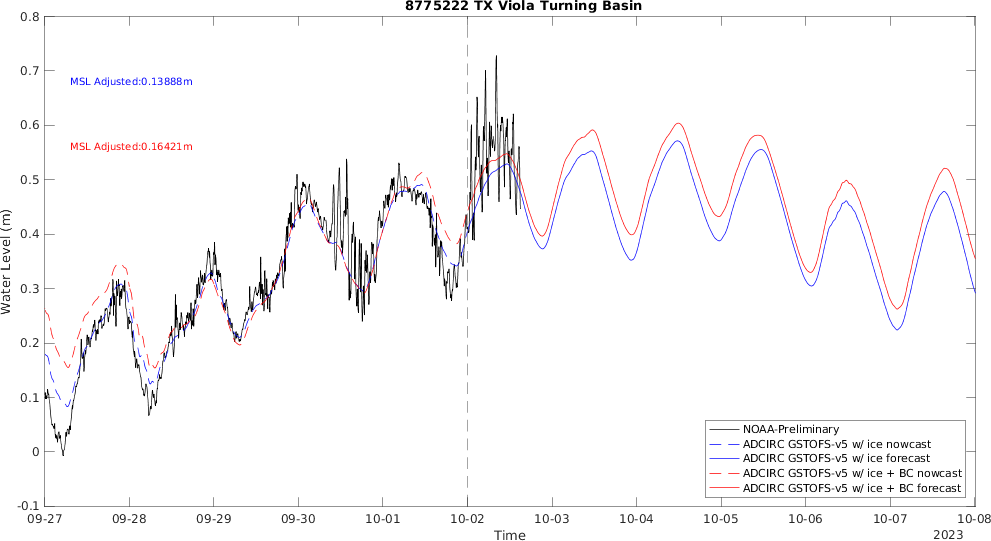 8775222 TX Viola Turning Basin
0.8
0.7
0.6
0.5
0.4
0.3
0.2
0.1
0
-0.1
Water Level (m)
MSL Adjusted:0.13888m
MSL Adjusted:0.16421m
NOAA-Preliminary
ADCIRC GSTOFS-v5 w/ ice nowcast
ADCIRC GSTOFS-v5 w/ ice forecast
ADCIRC GSTOFS-v5 w/ ice + BC nowcast
ADCIRC GSTOFS-v5 w/ ice + BC forecast
09-27 09-28 09-29 09-30 10-01 10-02 10-03 10-04 10-05 10-06 10-07 10-08
Time
2023